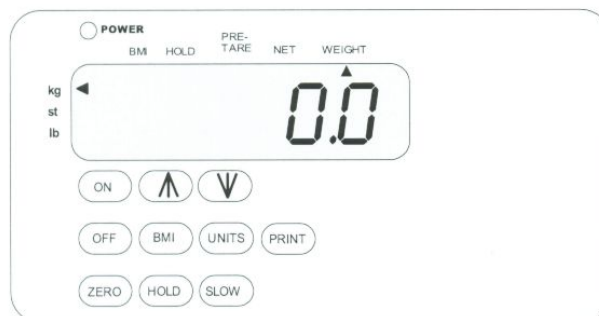 POWER
BMI HOLD PRE-TARE NET WEIGHT
kg
st
lb
0.0
ON
OFF BMI UNITS PRINT
ZERO HOLD SLOW